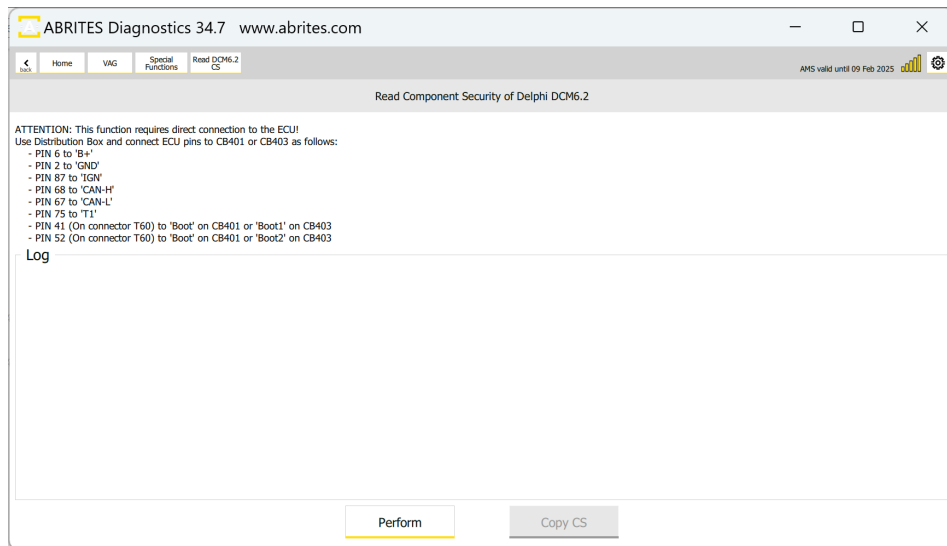 ABRITES Diagnostics 34.7 www.abrites.com
back
Home
VAG
Special
Functions
Read DCM6.2
CS
AMS valid until 09 Feb 2025
Read Component Security of Delphi DCM6.2
ATTENTION: This function requires direct connection to the ECU!
Use Distribution Box and connect ECU pins to CB401 or CB403 as follows:
- PIN 6 to 'B+'
- PIN 2 to 'GND'
- PIN 87 to 'IGN'
- PIN 68 to 'CAN-H'
- PIN 67 to 'CAN-L'
- PIN 75 to 'T1'
- PIN 41 (On connector T60) to 'Boot' on CB401 or 'Boot1' on CB403
- PIN 52 (On connector T60) to 'Boot' on CB401 or 'Boot2' on CB403
Log
Perform
Copy CS